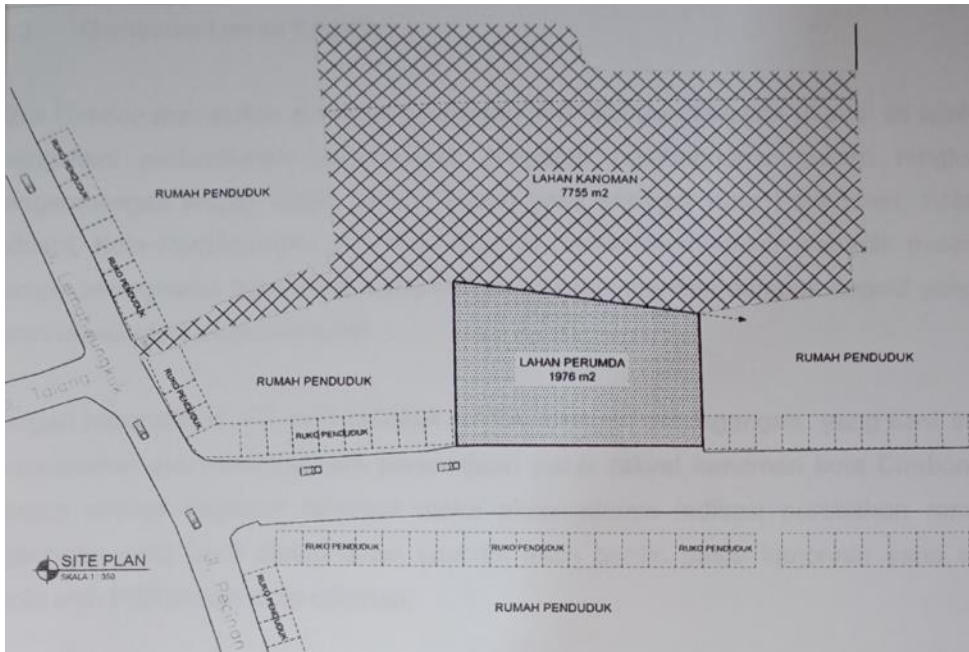 RUKO PENDUDUK
RUMAH PENDUDUK
LAHAN KANOMAN
7755 m2
RUKO PENDUDUK
Talang
RUKO PENDUDUK
RUMAH PENDUDUK
LAHAN PERUMDA
1976 m2
RUMAH PENDUDUK
RUKO PENDUDUK
SITE PLAN
SKALA 1 : 350
RUKO PENDUDUK
RUKO PENDUDUK
RUKO PENDUDUK
RUKO PENDUDUK
Jl. Pecinan
RUMAH PENDUDUK